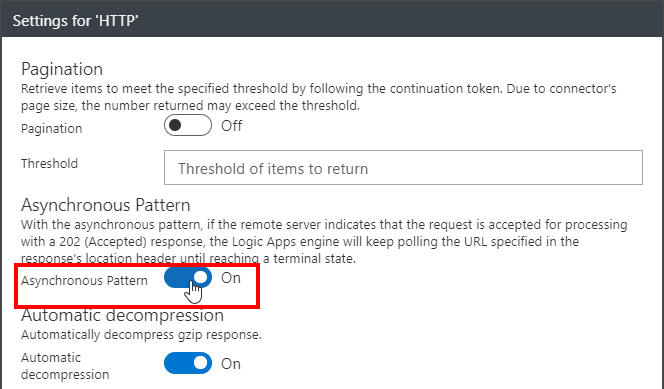 Settings for 'HTTP'
Pagination
Retrieve items to meet the specified threshold by following the continuation token. Due to connector's
page size, the number returned may exceed the threshold.
Pagination Off
Threshold Threshold of items to return
Asynchronous Pattern
With the asynchronous pattern, if the remote server indicates that the request is accepted for processing
with a 202 (Accepted) response, the Logic Apps engine will keep polling the URL specified in the
response's location header until reaching a terminal state.
Asynchronous Pattern On
Automatic decompression
Automatically decompress gzip response.
Automatic
decompression On